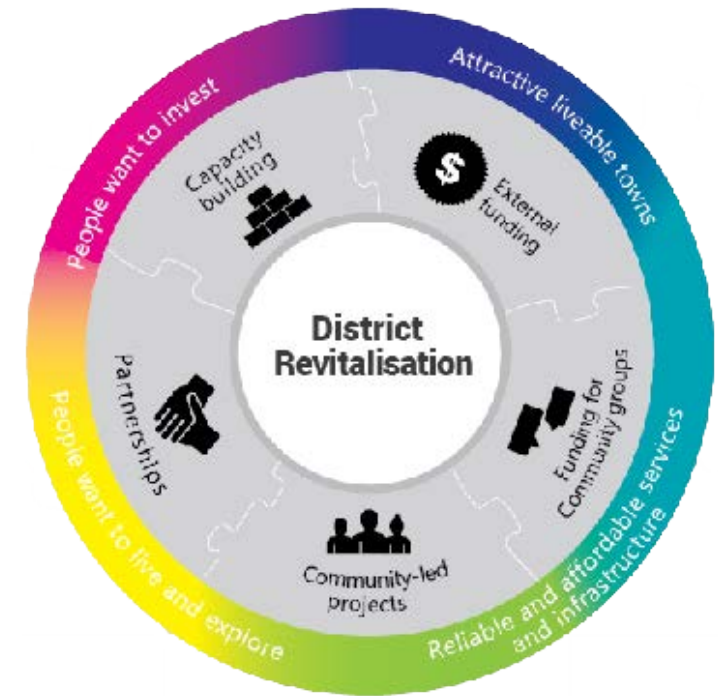 People want to invest
Attractive liveable towns
Capacity
building
$
External
funding
District
Revitalisation
Partnerships
Funding for
Community groups
Community-led
projects
People want to live and explore
Reliable and affordable services
and infrastructure